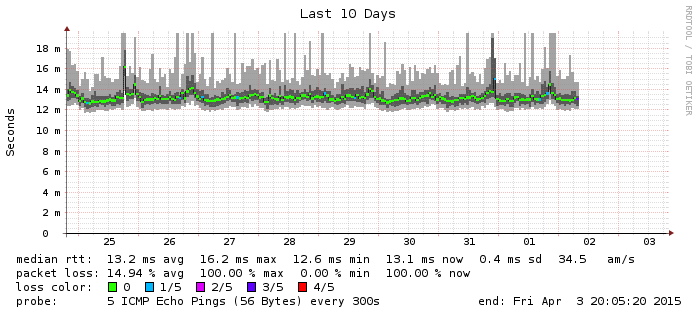 Last 10 Days
RRDTOOL / TOBI OETIKER
Seconds
18 m
16 m
14 m
12 m
10 m
8 m
6 m
4 m
2 m
0
25 26 27 28 29 30 31 01 02 03
median rtt: 13.2 ms avg 16.2 ms max 12.6 ms min 13.1 ms now 0.4 ms sd 34.5 am/s
packet loss: 14.94 % avg 100.00 % max 0.00 % min 100.00 % now
loss color: 0 1/5 2/5 3/5 4/5
probe: 5 ICMP Echo Pings (56 Bytes) every 300s end: Fri Apr 3 20:05:20 2015